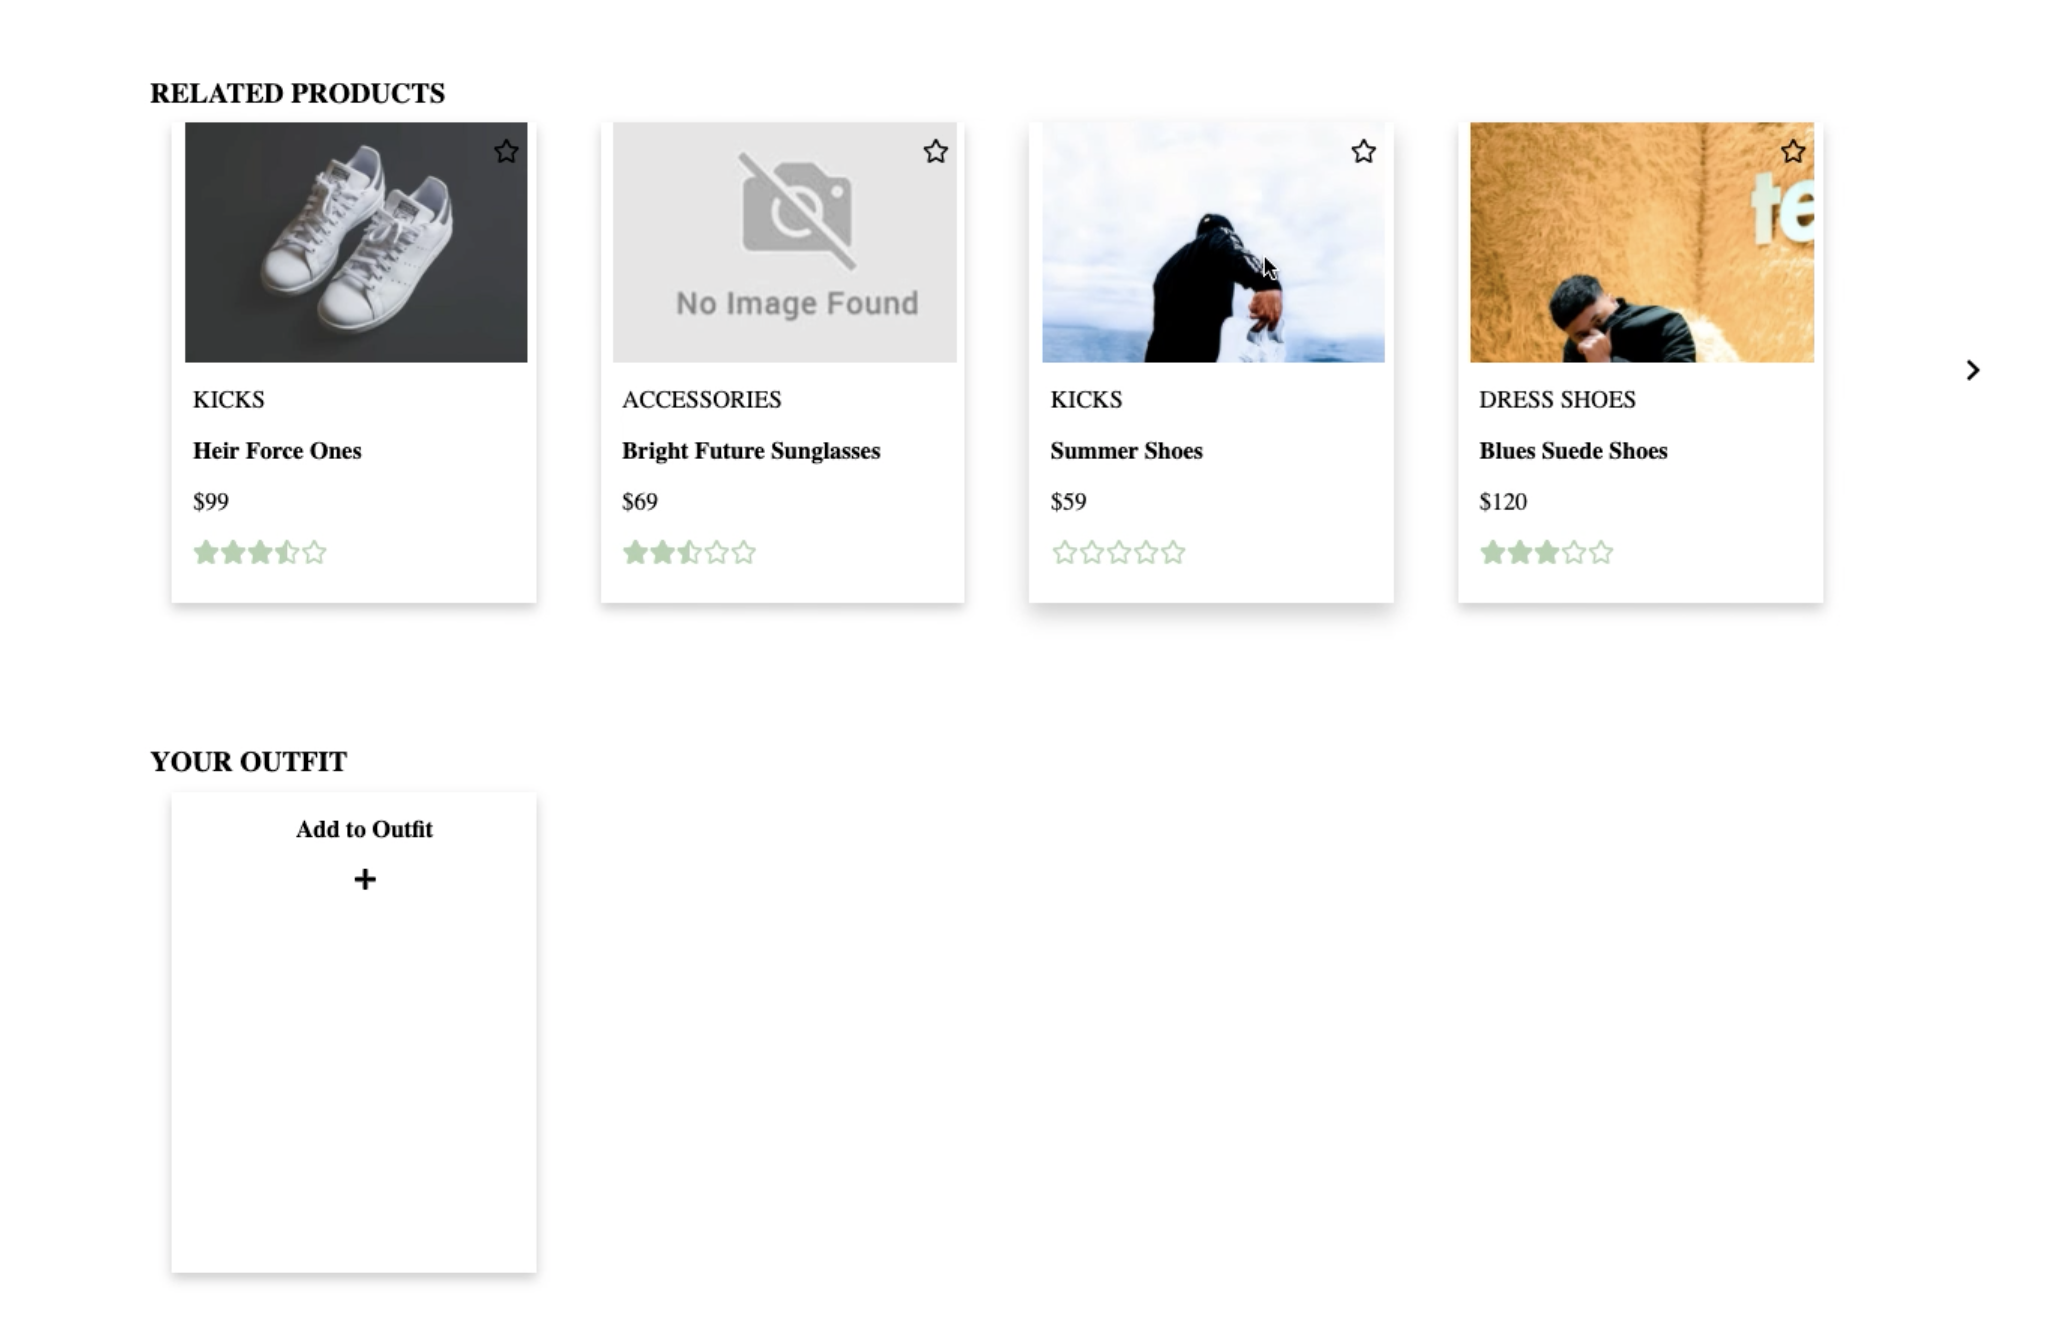 RELATED PRODUCTS
No Image Found
te
KICKS
Heir Force Ones
$99
ACCESSORIES
Bright Future Sunglasses
$69
KICKS
Summer Shoes
$59
DRESS SHOES
Blues Suede Shoes
$120
YOUR OUTFIT
Add to Outfit
+